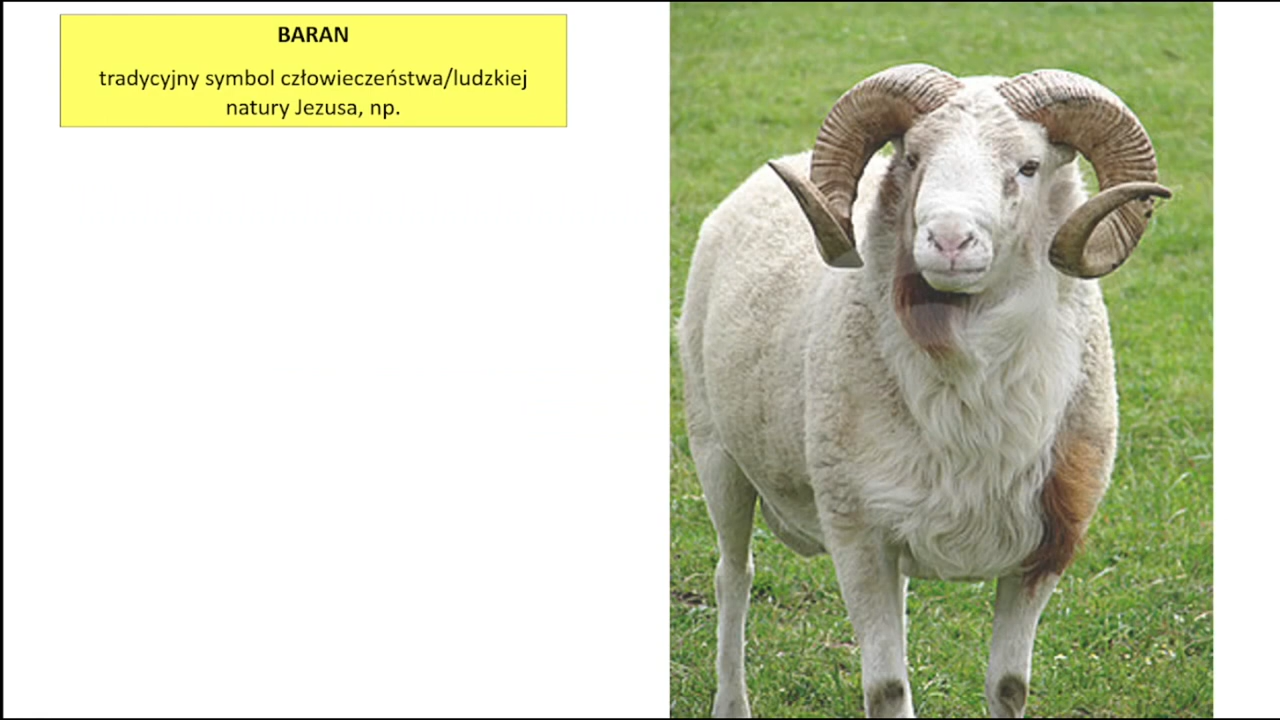 BARAN
tradycyjny symbol człowieczeństwa/ludzkiej
natury Jezusa, np.